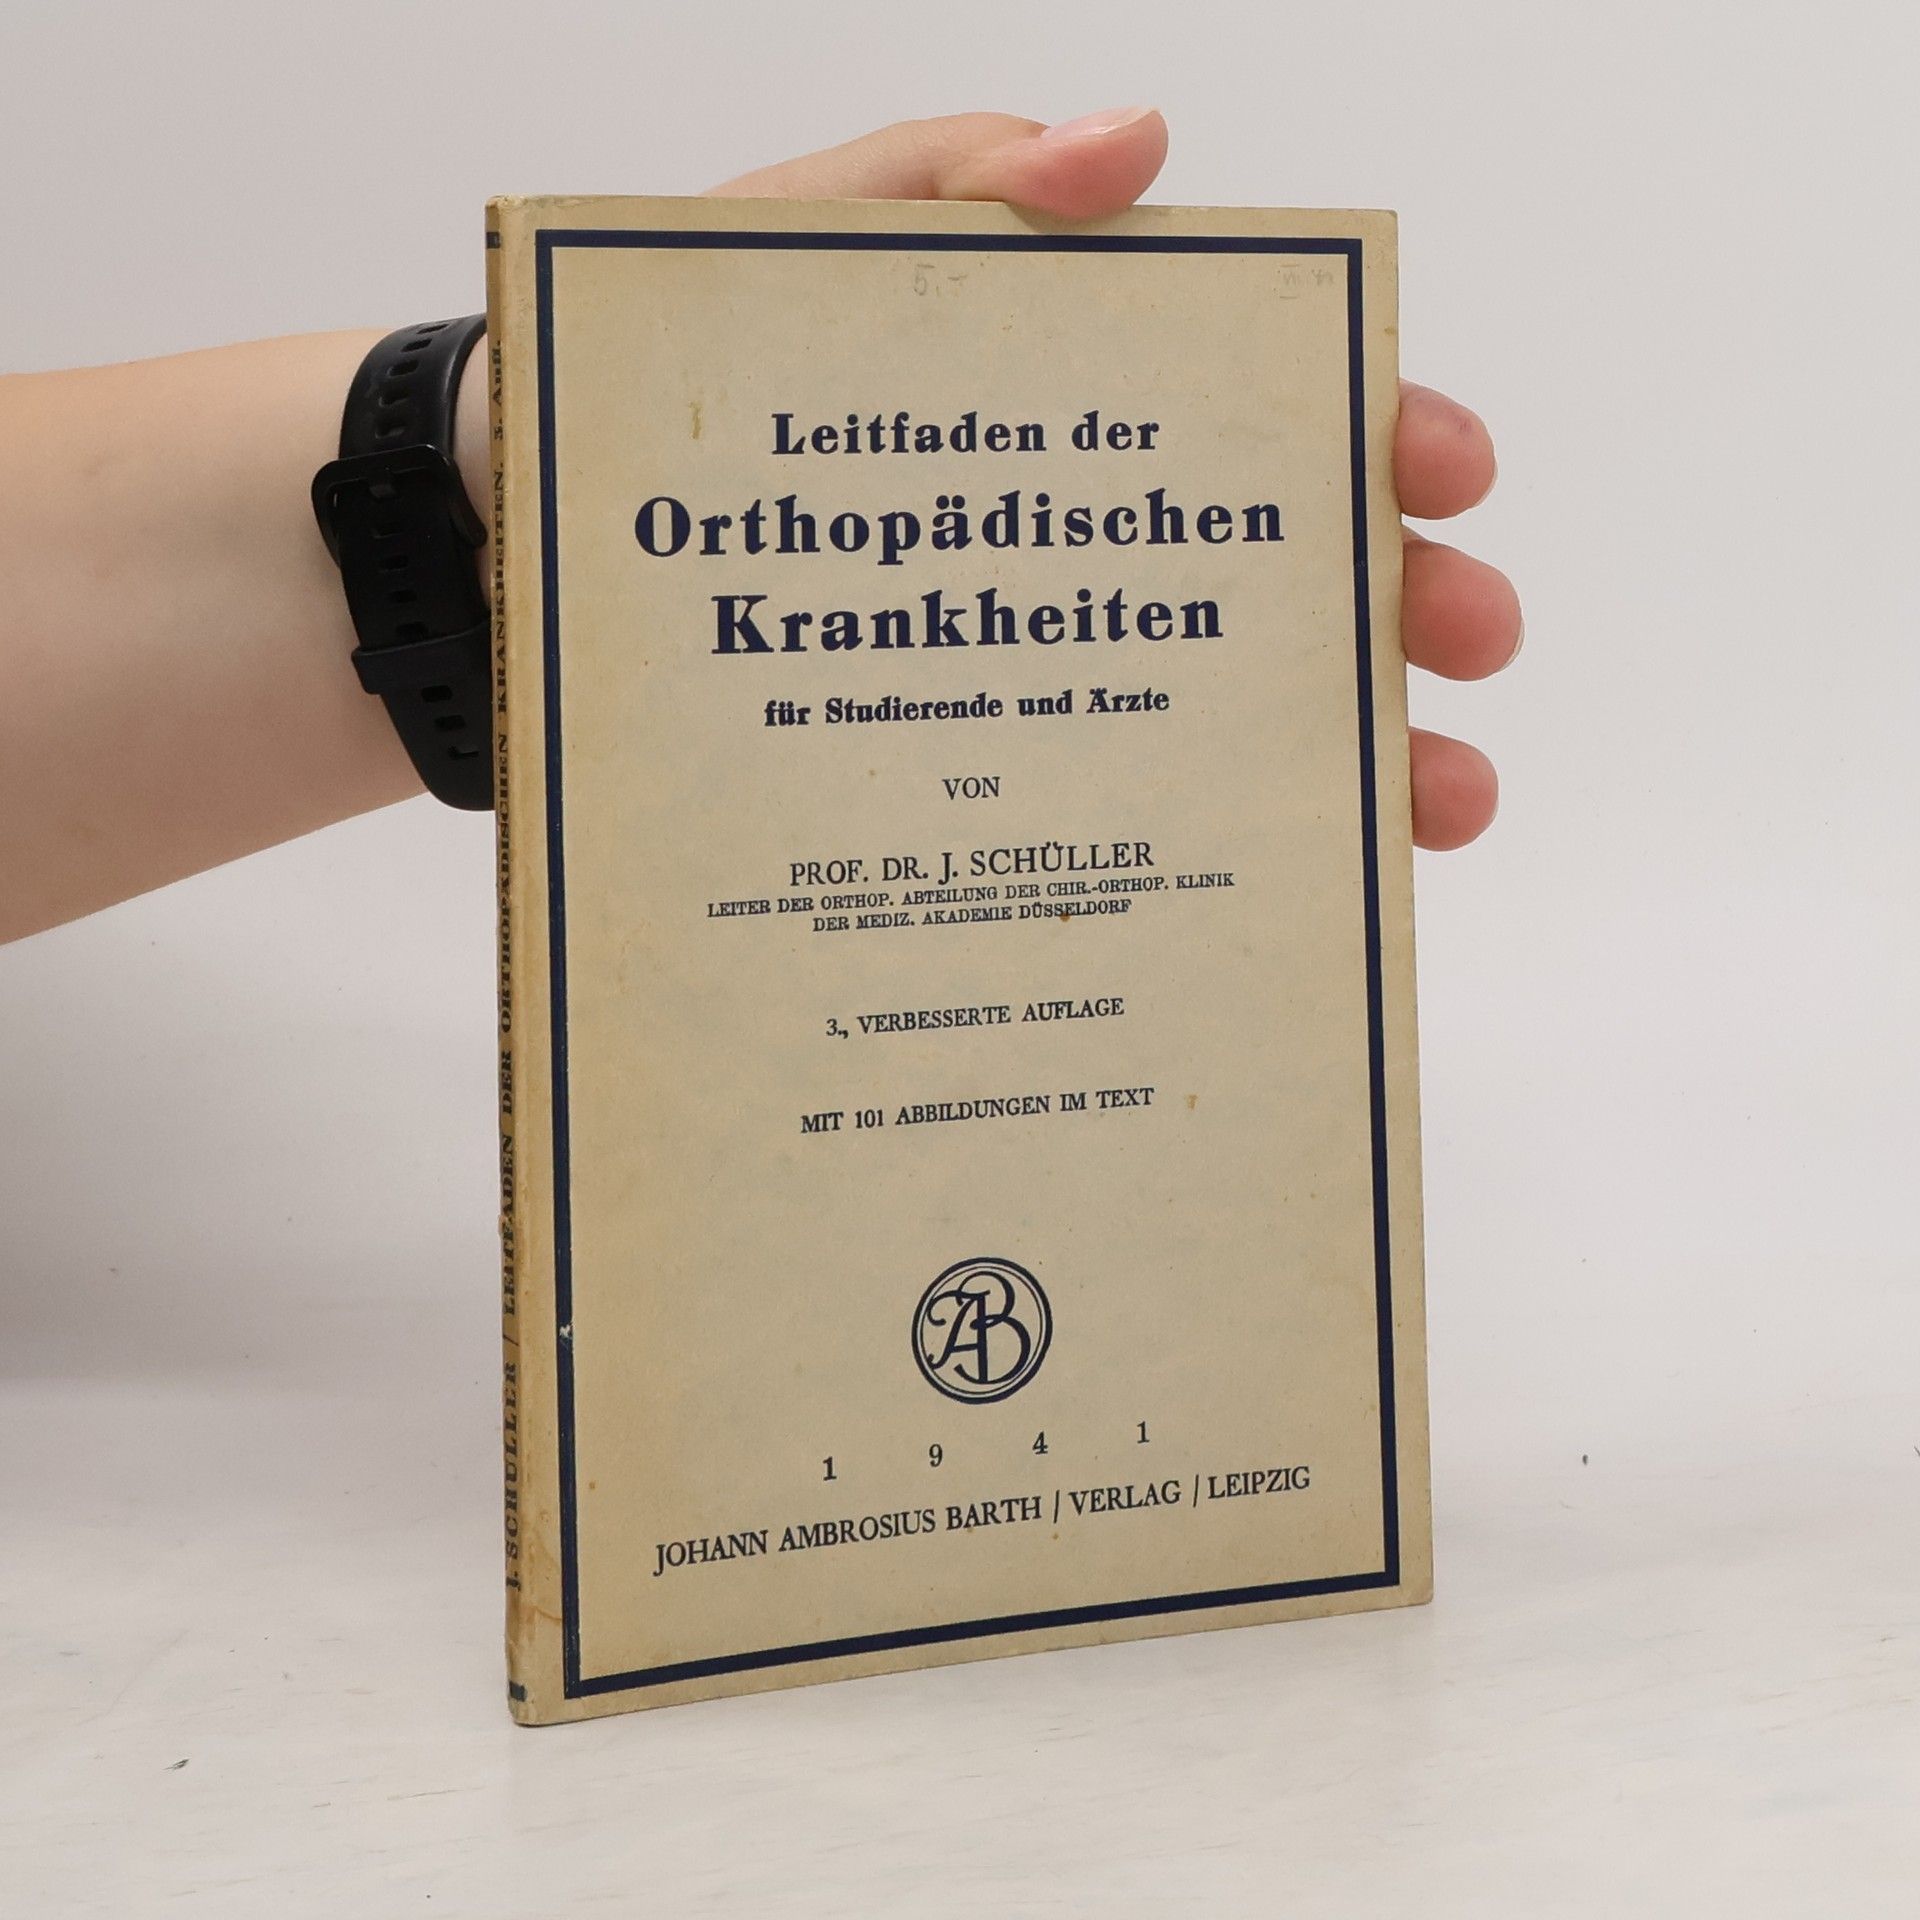 5.-
Leitfaden der
Orthopädischen
Krankheiten
für Studierende und Ärzte
VON
PROF. DR. J. SCHÜLLER
LEITER DER ORTHOP. ABTEILUNG DER CHIR.-ORTHOP. KLINIK
DER MEDIZ. AKADEMIE DÜSSELDORF
3., VERBESSERTE AUFLAGE
MIT 101 ABBILDUNGEN IM TEXT
JAB
1 9 4 1
JOHANN AMBROSIUS BARTH / VERLAG / LEIPZIG
J. SCHÜLLER / LEITFADEN DER ORTHOPÄDISCHEN KRANKHEITEN. 3. Aufl.